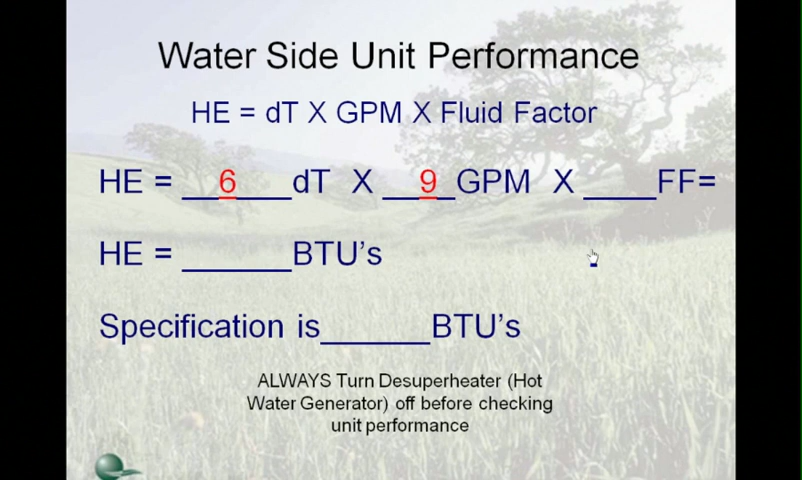 Water Side Unit Performance
HE = dT X GPM X Fluid Factor
HE = __6___dT X __9_GPM X ____FF=
HE = ______BTU’s
Specification is______BTU’s
ALWAYS Turn Desuperheater (Hot
Water Generator) off before checking
unit performance